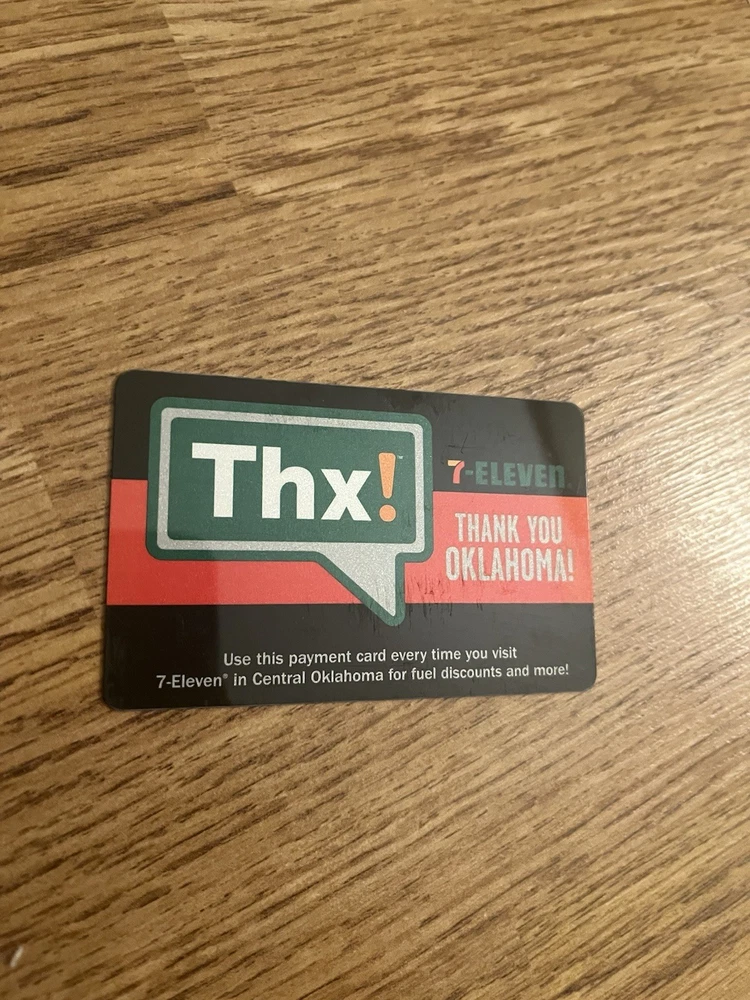 Thx!™
7-ELEVEn
THANK YOU
OKLAHOMA!
Use this payment card every time you visit
7-Eleven® in Central Oklahoma for fuel discounts and more!